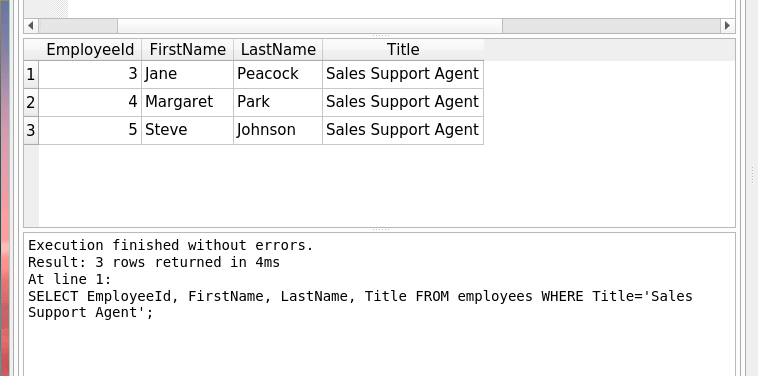 EmployeeId FirstName LastName Title
1 3 Jane Peacock Sales Support Agent
2 4 Margaret Park Sales Support Agent
3 5 Steve Johnson Sales Support Agent
Execution finished without errors.
Result: 3 rows returned in 4ms
At line 1:
SELECT EmployeeId, FirstName, LastName, Title FROM employees WHERE Title='Sales
Support Agent';